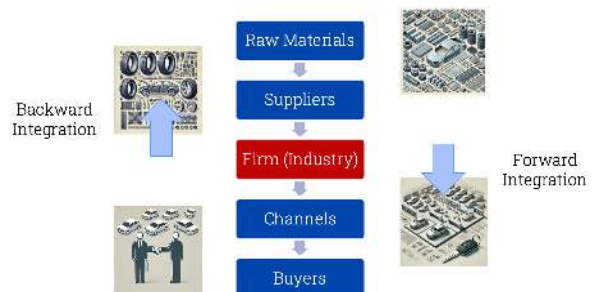 Raw Materials
Suppliers
Backward
Integration
Firm (Industry)
Forward
Integration
Channels
Buyers